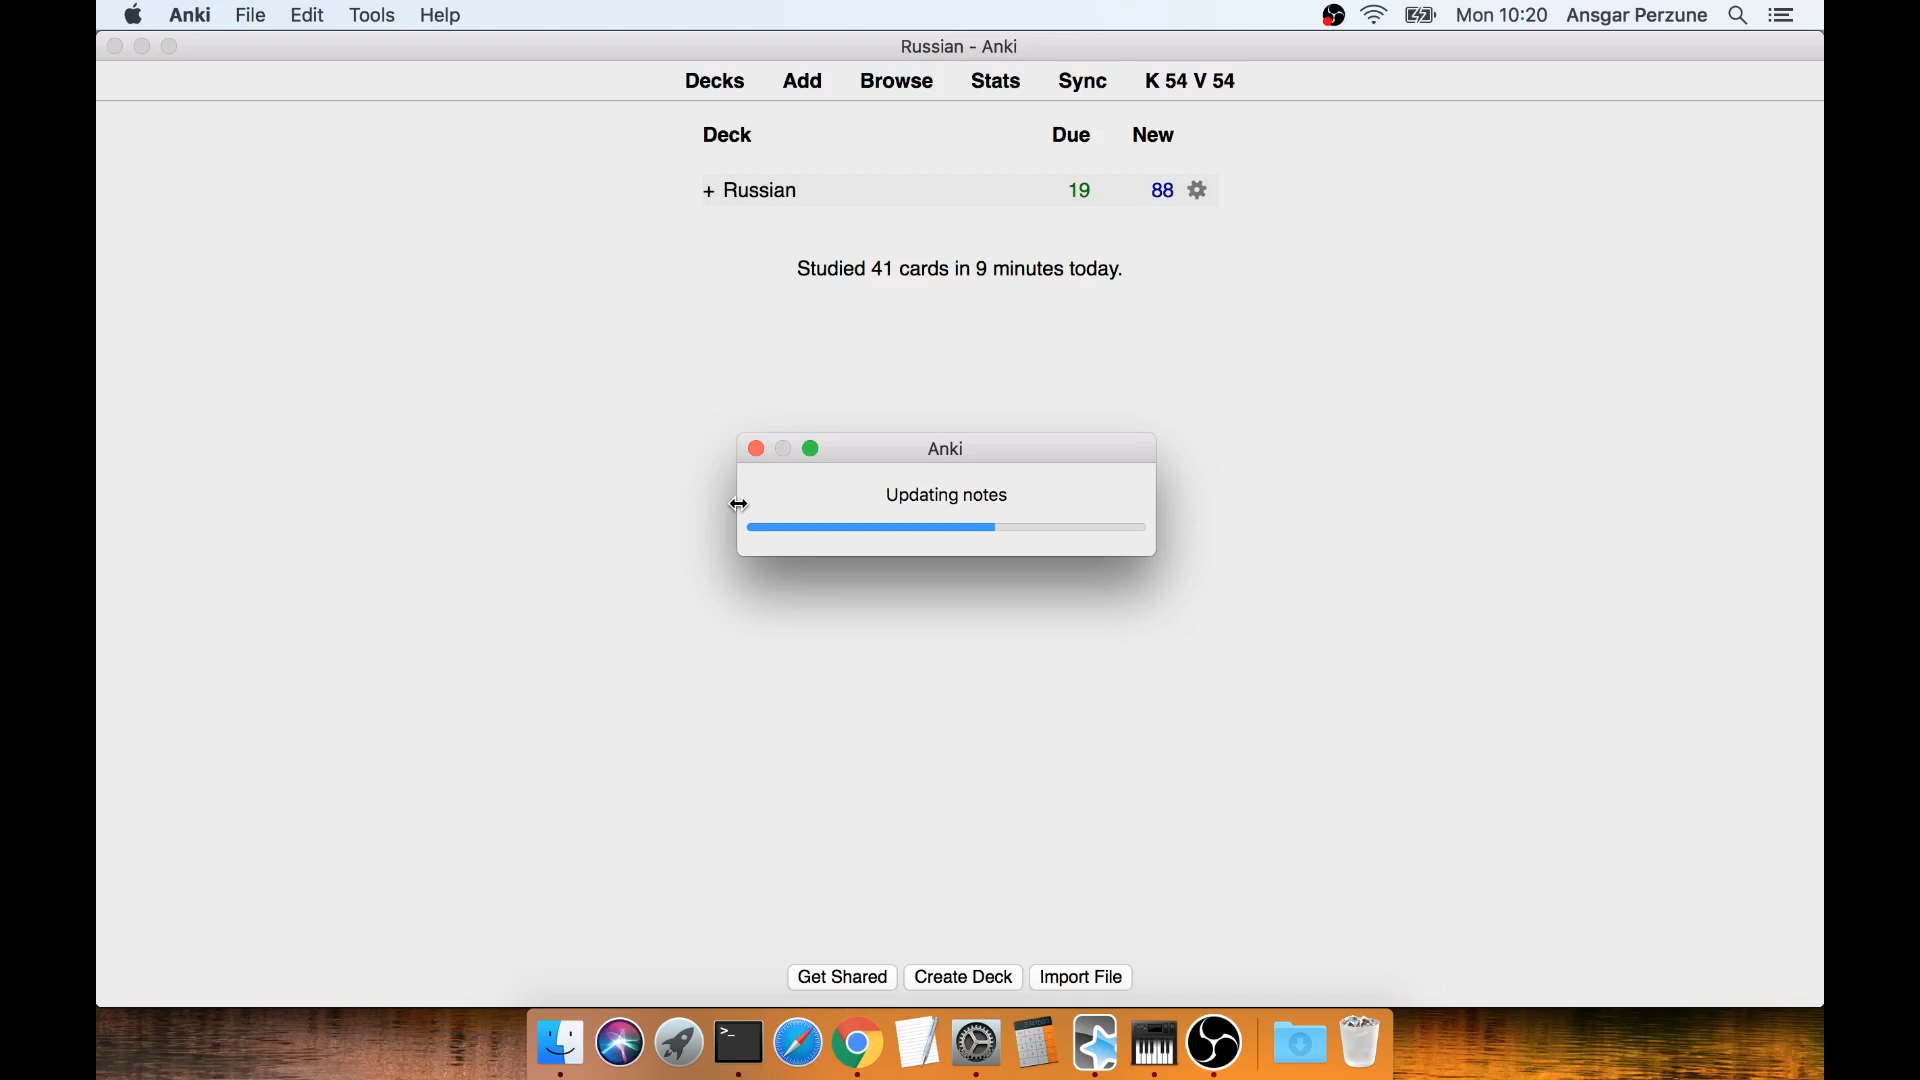 Anki File Edit Tools Help Mon 10:20 Ansgar Perzune
Russian - Anki
Decks Add Browse Stats Sync K 54 V 54
Deck Due New
+ Russian 19 88
Studied 41 cards in 9 minutes today.
Anki
Updating notes
Get Shared Create Deck Import File